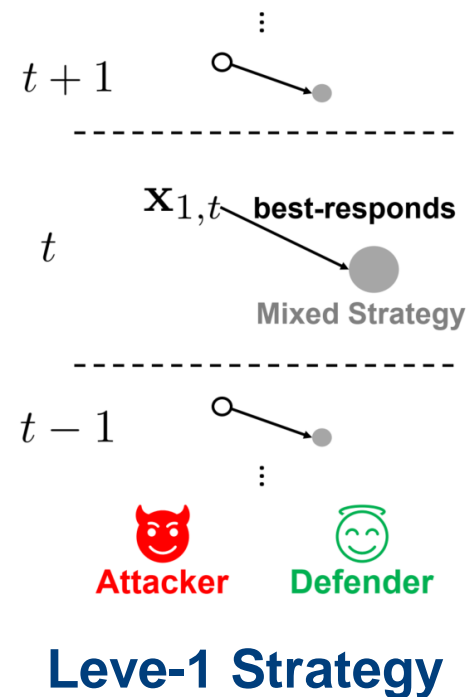 t + 1
x₁,ₜ best-responds
t
Mixed Strategy
t − 1
Attacker Defender
Leve-1 Strategy